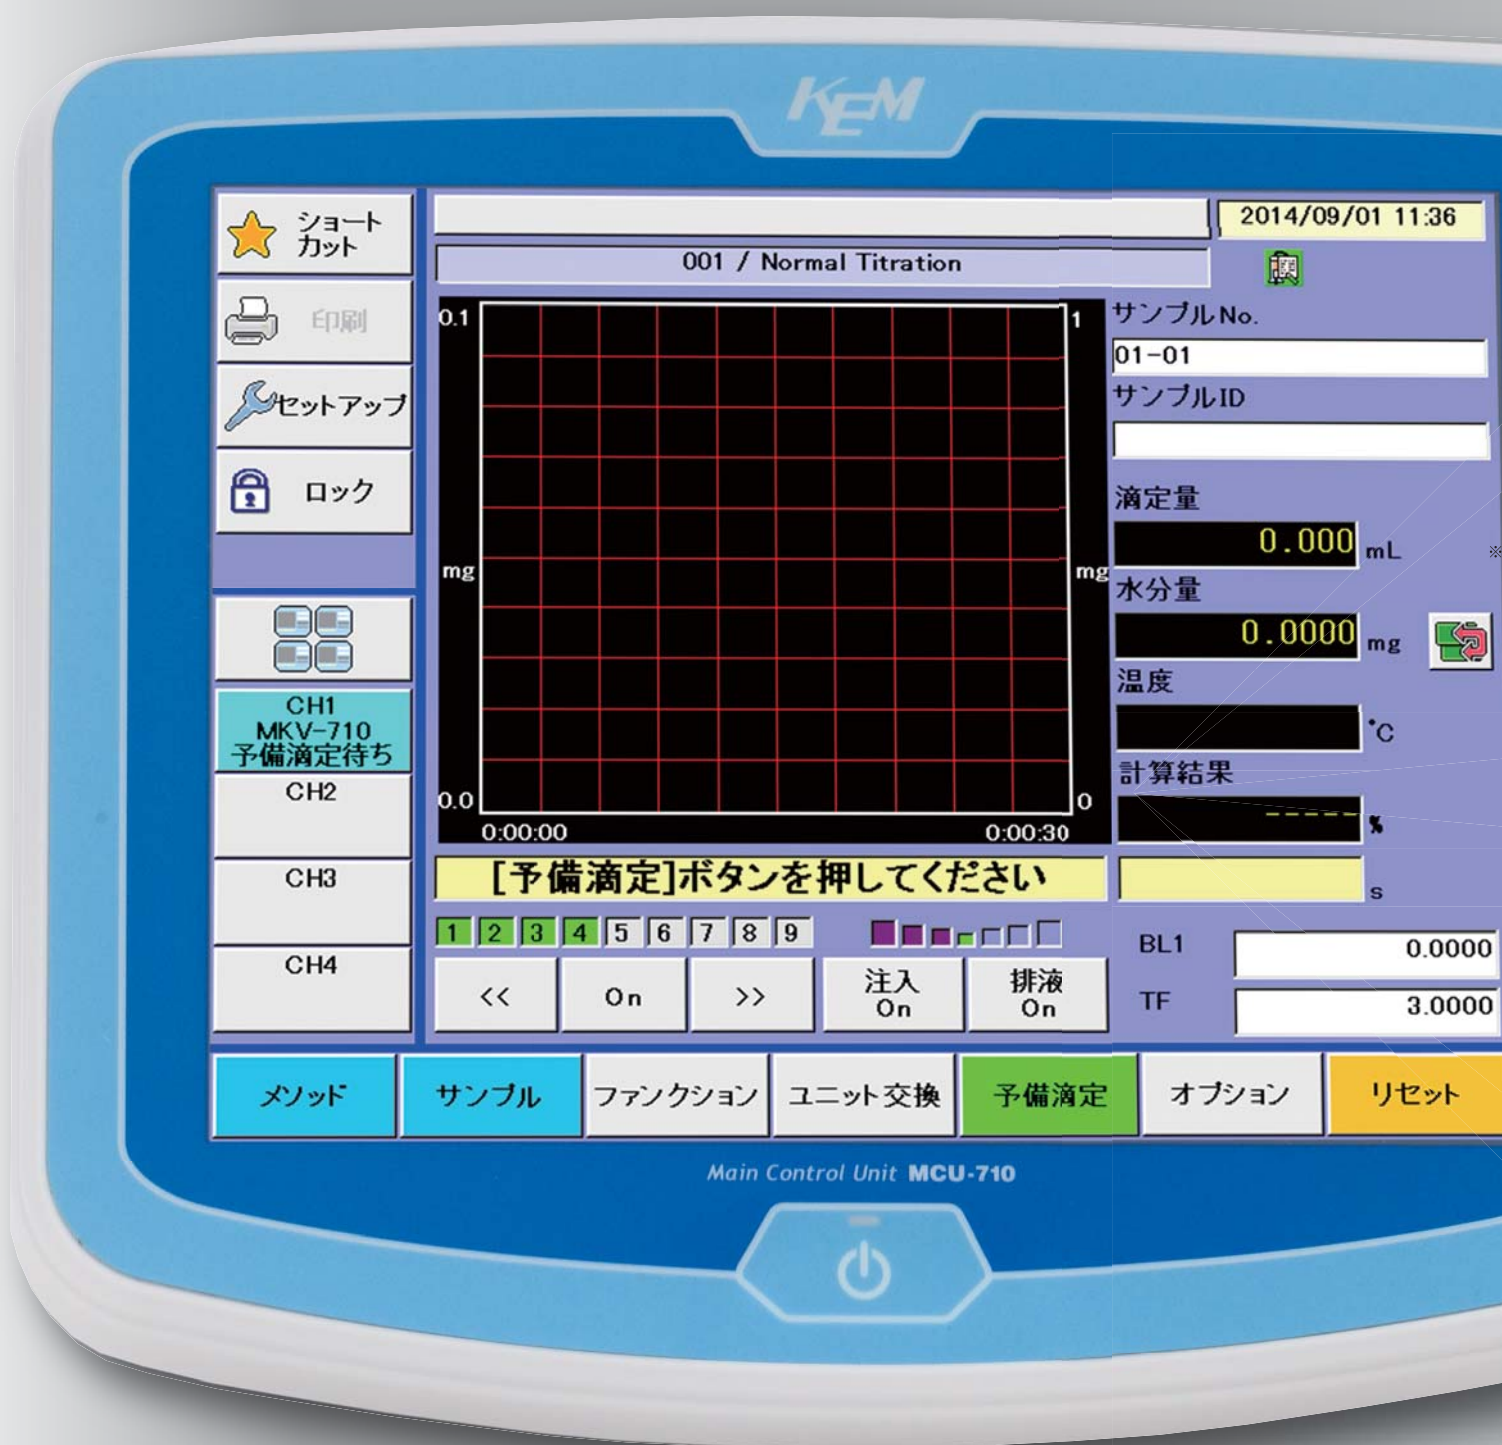 KEM
ショート
カット
2014/09/01 11:36
001 / Normal Titration
印刷
セットアップ
ロック
0.1
1
mg
mg
0.0
0
0:00:00
0:00:30
サンプルNo.
01-01
サンプルID
滴定量
0.000 mL
※
水分量
0.0000 mg
温度
°C
計算結果
----- %
s
CH1
MKV-710
予備滴定待ち
CH2
CH3
CH4
[予備滴定]ボタンを押してください
1 2 3 4 5 6 7 8 9
<< On >>
注入
On
排液
On
BL1 0.0000
TF 3.0000
メソッド サンプル ファンクション ユニット交換 予備滴定 オプション リセット
Main Control Unit MCU-710